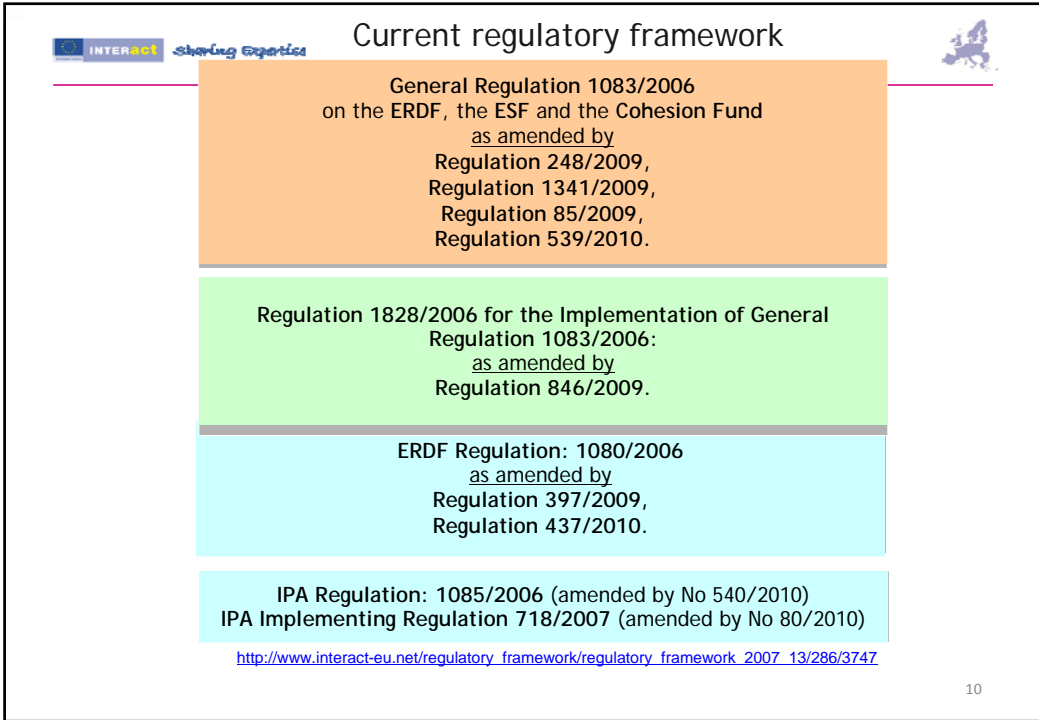 Current regulatory framework
INTERact Sharing Expertise
General Regulation 1083/2006
on the ERDF, the ESF and the Cohesion Fund
as amended by
Regulation 248/2009,
Regulation 1341/2009,
Regulation 85/2009,
Regulation 539/2010.
Regulation 1828/2006 for the Implementation of General
Regulation 1083/2006:
as amended by
Regulation 846/2009.
ERDF Regulation: 1080/2006
as amended by
Regulation 397/2009,
Regulation 437/2010.
IPA Regulation: 1085/2006 (amended by No 540/2010)
IPA Implementing Regulation 718/2007 (amended by No 80/2010)
http://www.interact-eu.net/regulatory_framework/regulatory_framework_2007_13/286/3747
10